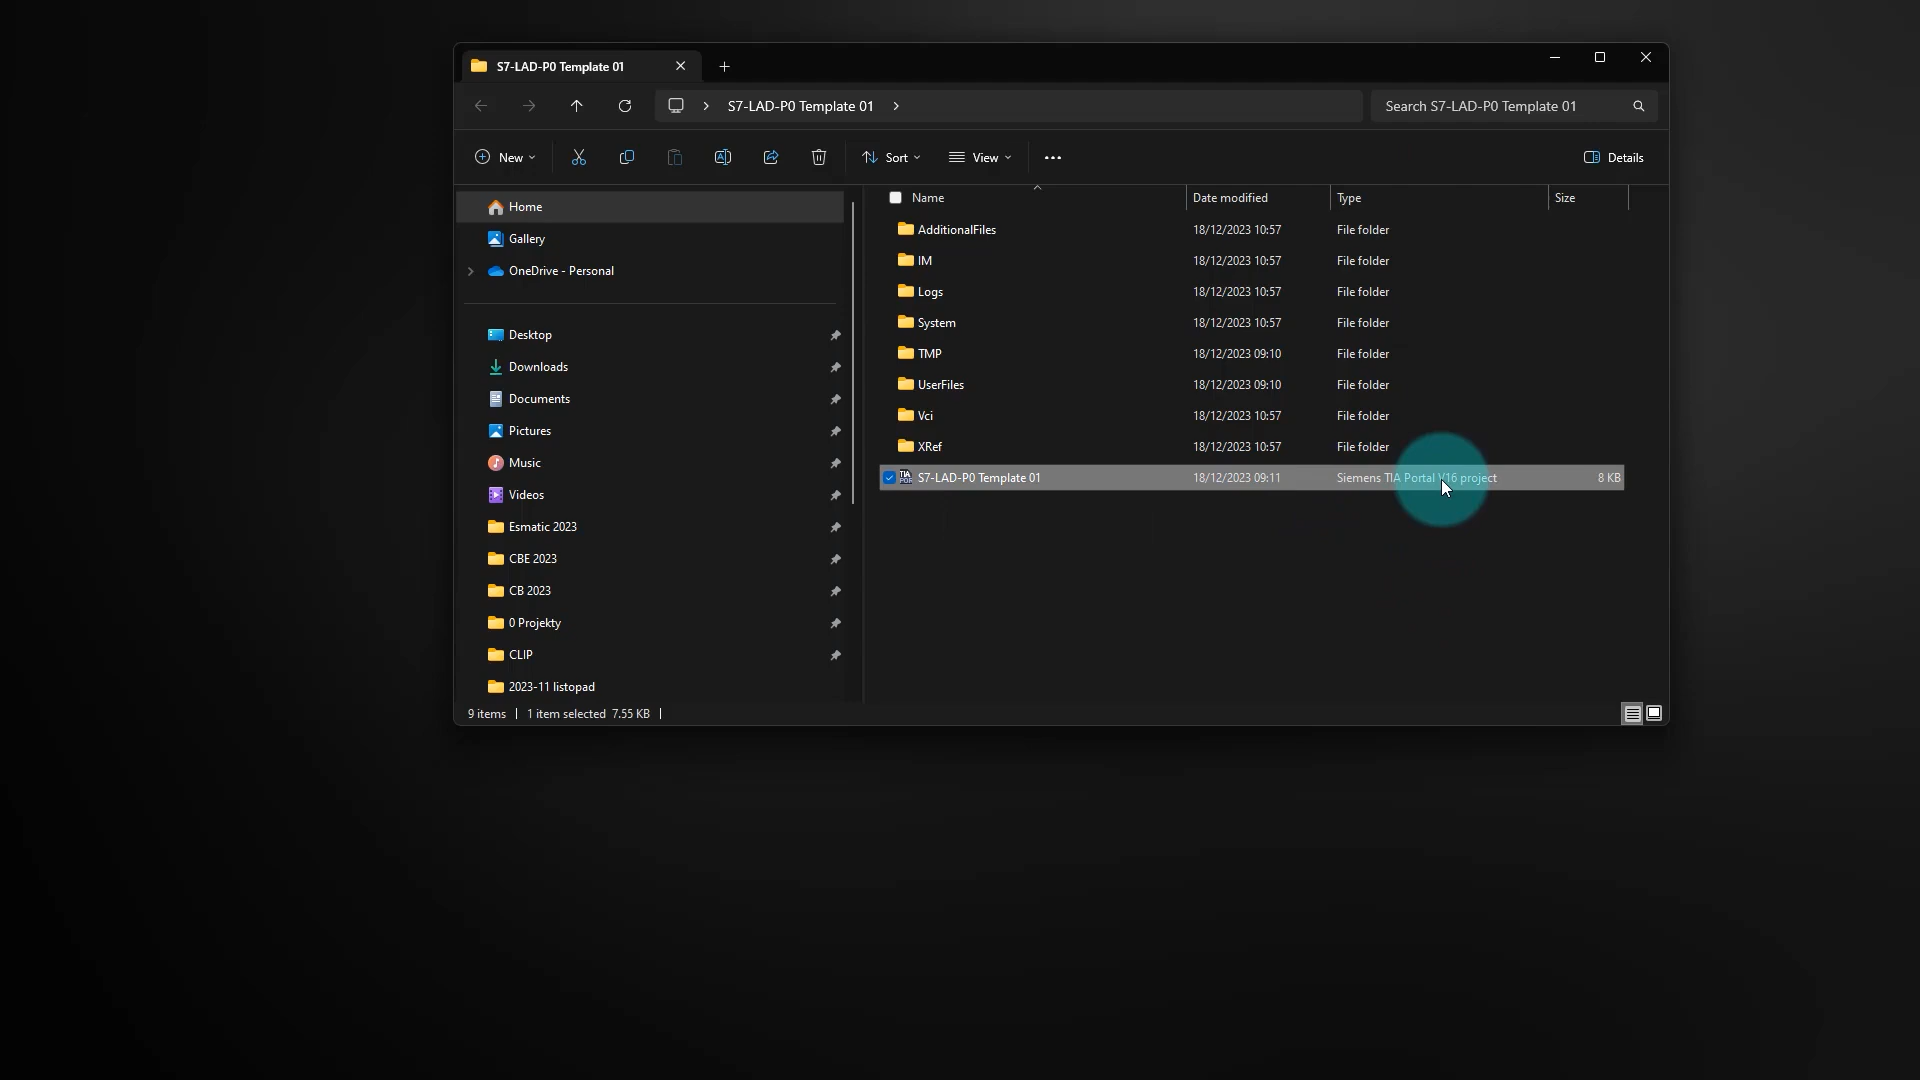 S7-LAD-P0 Template 01
S7-LAD-P0 Template 01
Search S7-LAD-P0 Template 01
New
Sort
View
Details
Home
Gallery
OneDrive - Personal
Desktop
Downloads
Documents
Pictures
Music
Videos
Esmatic 2023
CBE 2023
CB 2023
0 Projekty
CLIP
2023-11 listopad
Name Date modified Type Size
AdditionalFiles 18/12/2023 10:57 File folder
IM 18/12/2023 10:57 File folder
Logs 18/12/2023 10:57 File folder
System 18/12/2023 10:57 File folder
TMP 18/12/2023 09:10 File folder
UserFiles 18/12/2023 09:10 File folder
Vci 18/12/2023 10:57 File folder
XRef 18/12/2023 10:57 File folder
S7-LAD-P0 Template 01 18/12/2023 09:11 Siemens TIA Portal V16 project 8 KB
9 items 1 item selected 7.55 KB